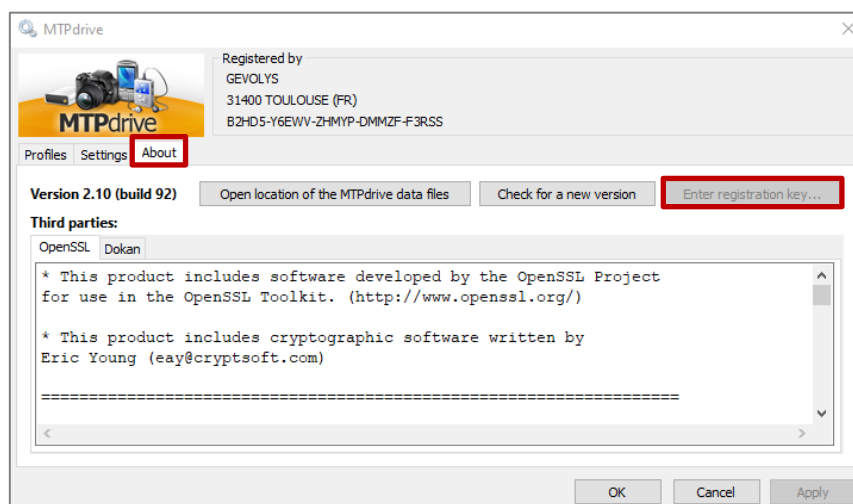 MTPdrive
Registered by
GEVOLYS
31400 TOULOUSE (FR)
B2HD5-Y6EWV-ZHMYP-DMMZF-F3RSS
MTPdrive
Profiles Settings About
Version 2.10 (build 92) Open location of the MTPdrive data files Check for a new version Enter registration key...
Third parties:
OpenSSL Dokan
* This product includes software developed by the OpenSSL Project
for use in the OpenSSL Toolkit. (http://www.openssl.org/)
* This product includes cryptographic software written by
Eric Young (eay@cryptsoft.com)
==================================================================
OK Cancel Apply